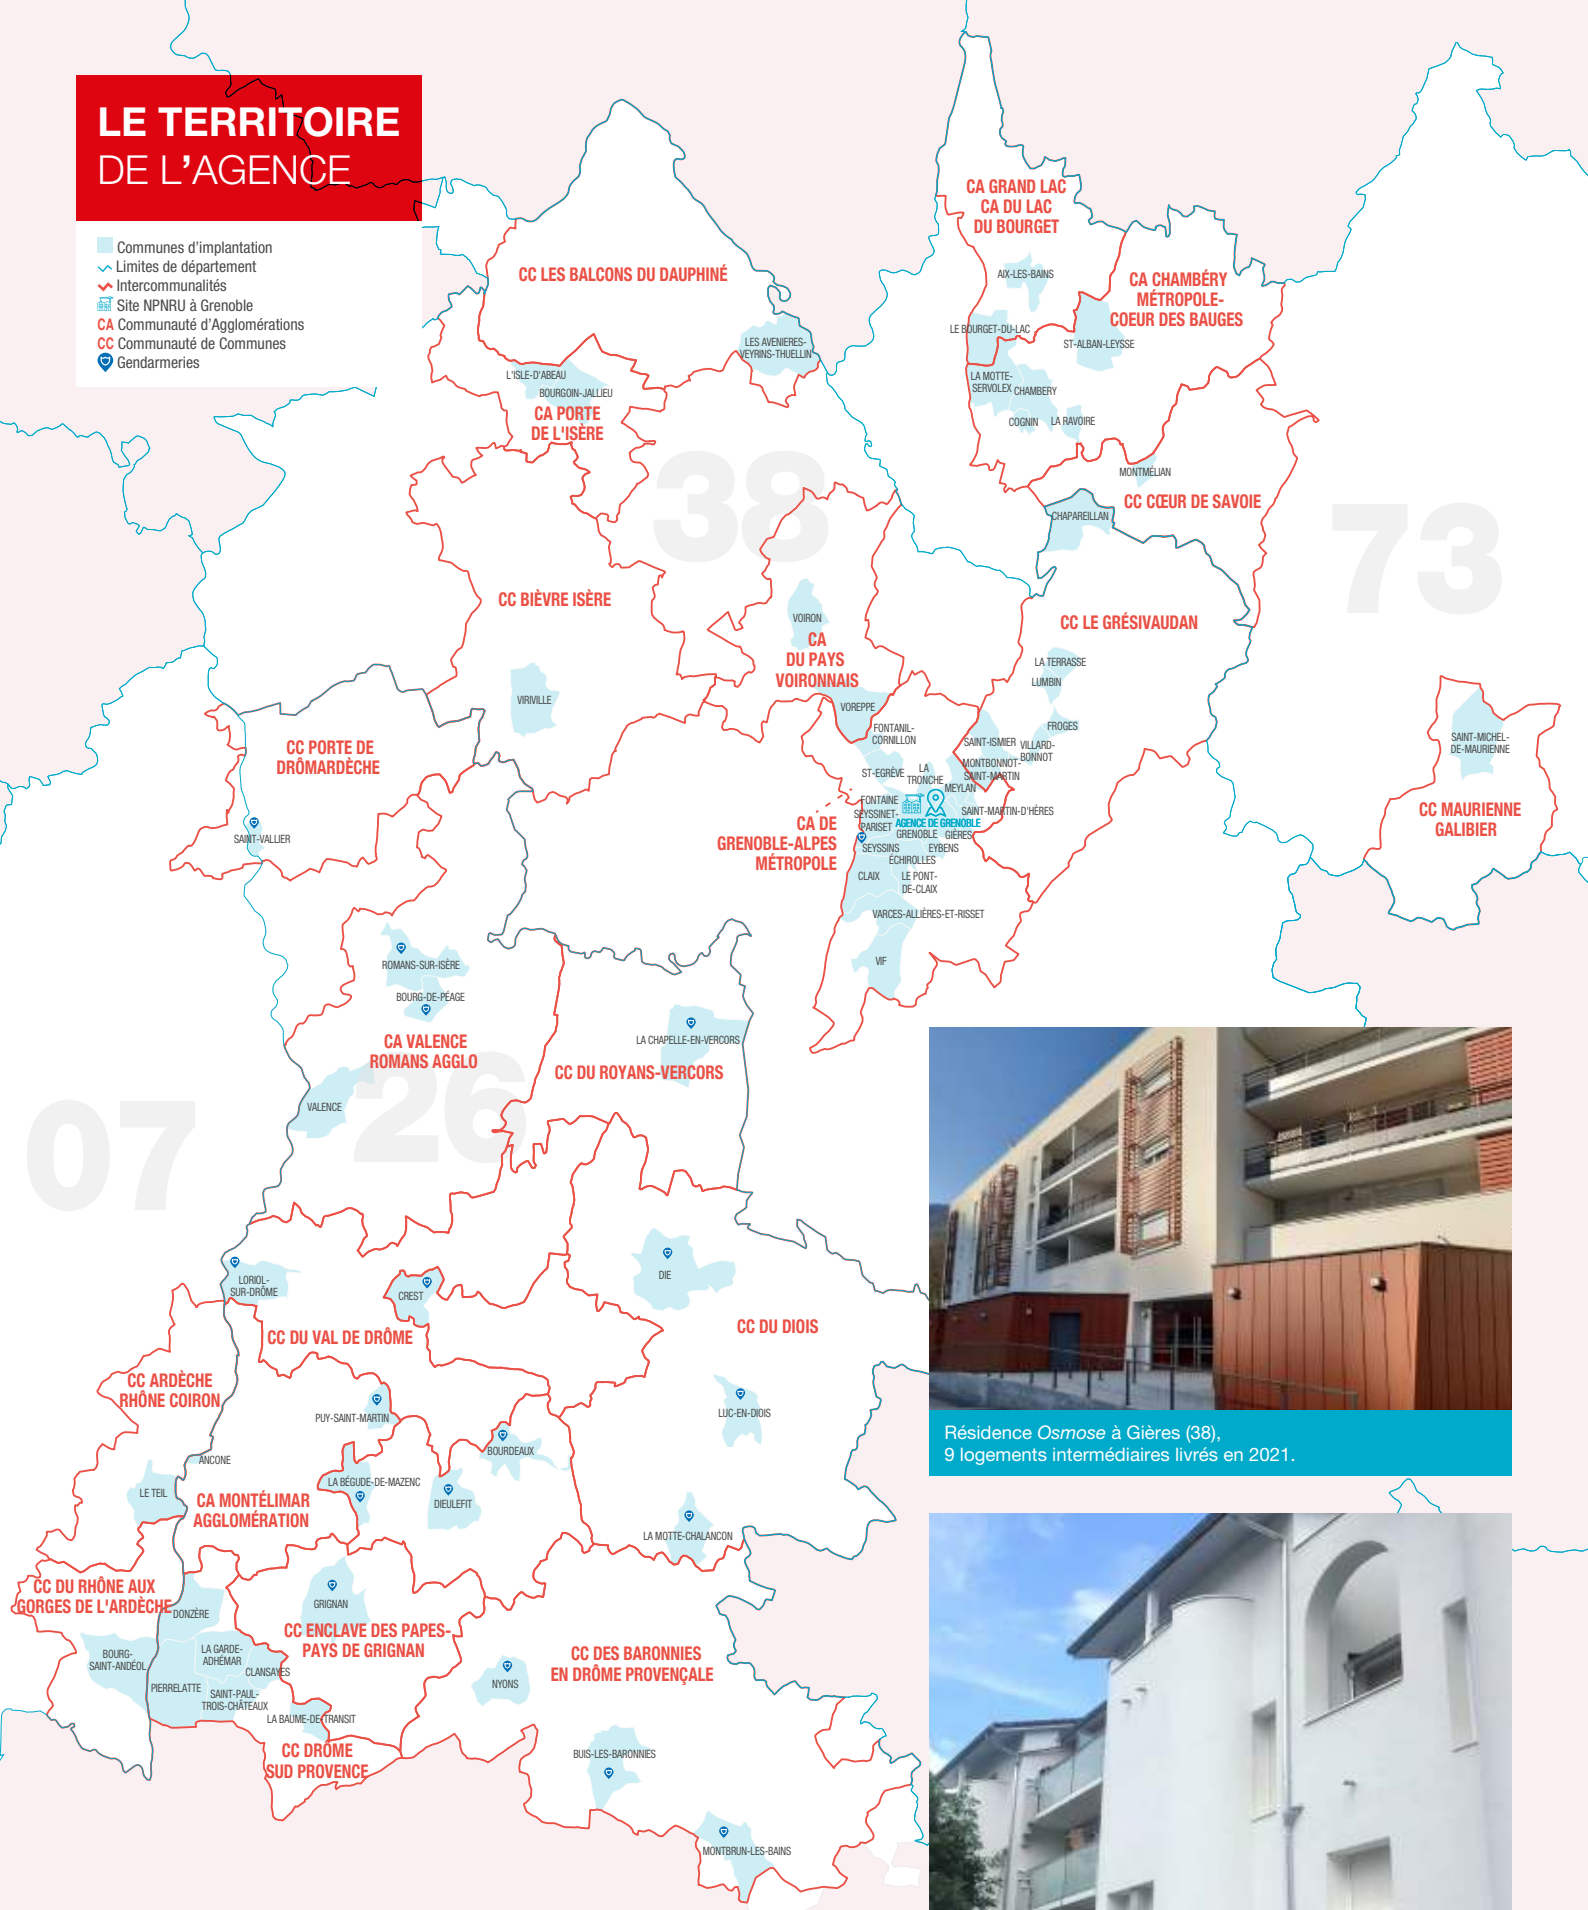 LE TERRITOIRE
DE L'AGENCE
Communes d'implantation
Limites de département
Intercommunalités
Site NPNRU à Grenoble
CA Communauté d'Agglomérations
CC Communauté de Communes
Gendarmeries
CA GRAND LAC
CA DU LAC
DU BOURGET
AIX-LES-BAINS
CA CHAMBÉRY
MÉTROPOLE-
COEUR DES BAUGES
LE BOURGET-DU-LAC
ST-ALBAN-LEYSSE
LA MOTTE-
SERVOLEX
CHAMBERY
COGNIN
LA RAVOIRE
MONTMÉLIAN
CC CŒUR DE SAVOIE
CHAPAREILLAN
CC LES BALCONS DU DAUPHINÉ
LES AVENIERES-
VEYRINS-THUELLIN
L'ISLE-D'ABEAU
BOURGOIN-JALLIEU
CA PORTE
DE L'ISÈRE
38
73
CC BIÈVRE ISÈRE
VIRIVILLE
VOIRON
CA
DU PAYS
VOIRONNAIS
VOREPPE
CC LE GRÉSIVAUDAN
LA TERRASSE
LUMBIN
FROGES
FONTANIL-
CORNILLON
SAINT-ISMIER
VILLARD-
BONNOT
MONTBONNOT-
SAINT-MARTIN
ST-EGRÈVE
LA
TRONCHE
MEYLAN
FONTAINE
SAINT-MARTIN-D'HÈRES
SEYSSINET-
PARISET
AGENCE DE GRENOBLE
GRENOBLE
GIÈRES
SEYSSINS
EYBENS
ÉCHIROLLES
CLAIX
LE PONT-
DE-CLAIX
VARCES-ALLIÈRES-ET-RISSET
VIF
CA DE
GRENOBLE-ALPES
MÉTROPOLE
SAINT-MICHEL-
DE-MAURIENNE
CC MAURIENNE
GALIBIER
CC PORTE DE
DRÔMARDÈCHE
SAINT-VALLIER
ROMANS-SUR-ISÈRE
BOURG-DE-PÉAGE
CA VALENCE
ROMANS AGGLO
VALENCE
26
07
LA CHAPELLE-EN-VERCORS
CC DU ROYANS-VERCORS
LORIOL-
SUR-DRÔME
CREST
DIE
CC DU VAL DE DRÔME
CC DU DIOIS
CC ARDÈCHE
RHÔNE COIRON
PUY-SAINT-MARTIN
LUC-EN-DIOIS
BOURDEAUX
ANCONE
LE TEIL
LA BÉGUDE-DE-MAZENC
DIEULEFIT
CA MONTÉLIMAR
AGGLOMÉRATION
LA MOTTE-CHALANCON
CC DU RHÔNE AUX
GORGES DE L'ARDÈCHE
DONZÈRE
GRIGNAN
CC ENCLAVE DES PAPES-
PAYS DE GRIGNAN
BOURG-
SAINT-ANDÉOL
LA GARDE-
ADHÉMAR
CLANSAYES
PIERRELATTE
SAINT-PAUL-
TROIS-CHÂTEAUX
LA BAUME-DE-TRANSIT
CC DRÔME
SUD PROVENCE
CC DES BARONNIES
EN DRÔME PROVENÇALE
NYONS
BUIS-LES-BARONNIES
MONTBRUN-LES-BAINS
Résidence Osmose à Gières (38),
9 logements intermédiaires livrés en 2021.